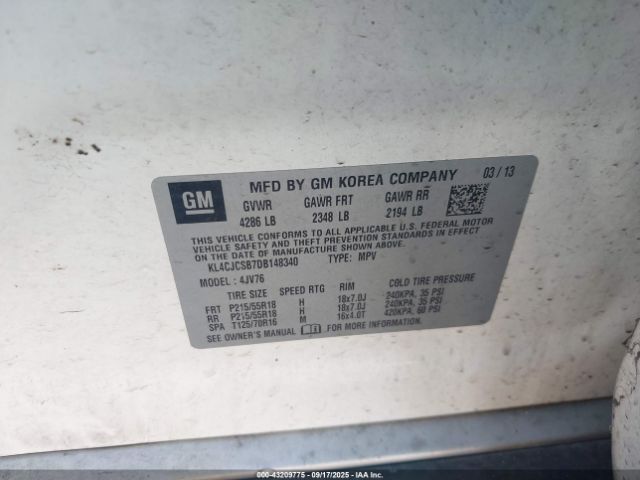 GM
MFD BY GM KOREA COMPANY 03/13
GVWR GAWR FRT GAWR RR
4286 LB 2348 LB 2194 LB
THIS VEHICLE CONFORMS TO ALL APPLICABLE U.S. FEDERAL MOTOR
VEHICLE SAFETY, BUMPER, AND THEFT PREVENTION STANDARDS IN EFFECT
ON THE DATE OF MANUFACTURE SHOWN ABOVE.
KL4CJCSB7DB148340 TYPE: MPV
MODEL: 4JV76
TIRE SIZE SPEED RTG RIM COLD TIRE PRESSURE
FRT P215/55R18 H 18x7.0J 240KPA, 35 PSI
RR P215/55R18 H 18x7.0J 240KPA, 35 PSI
SPA T125/70R16 M 16x4.0T 420KPA, 60 PSI
SEE OWNER'S MANUAL FOR MORE INFORMATION.
000-43209775 - 09/17/2025 - IAA Inc. (SF)